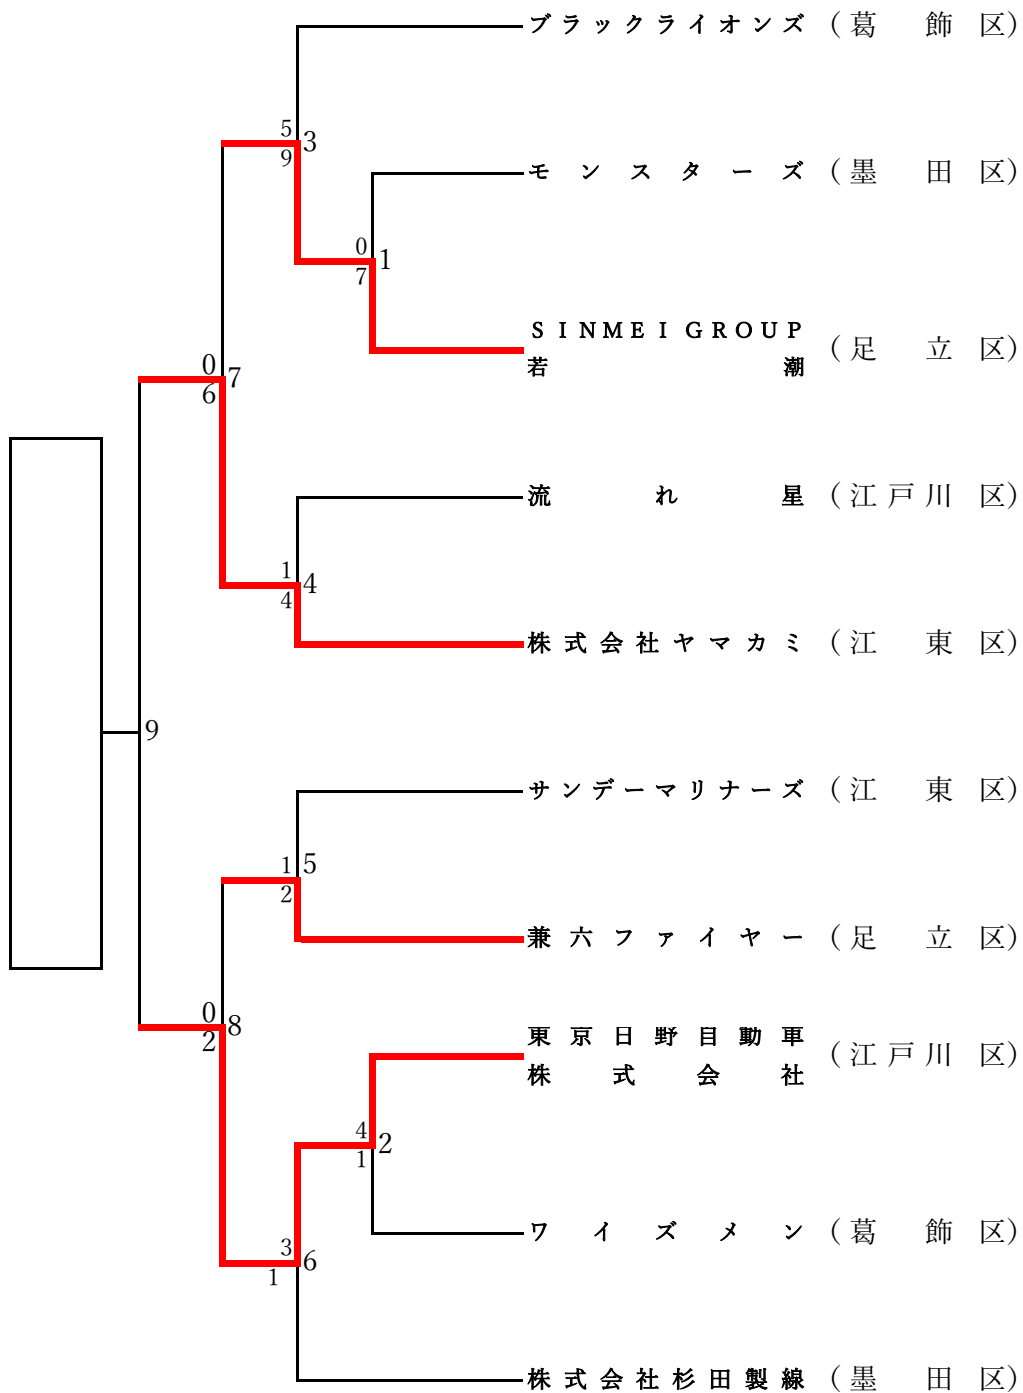 ブラックライオンズ (葛飾区)
5
9
3
モンスターズ (墨田区)
0
7
1
SINMEI GROUP
若潮 (足立区)
0
6
7
流れ星 (江戸川区)
1
4
4
株式会社ヤマカミ (江東区)
9
サンデーマリナーズ (江東区)
1
2
5
兼六ファイヤー (足立区)
0
2
8
東京日野自動車
株式会社 (江戸川区)
4
1
2
ワイズメン (葛飾区)
3
1
6
株式会社杉田製線 (墨田区)